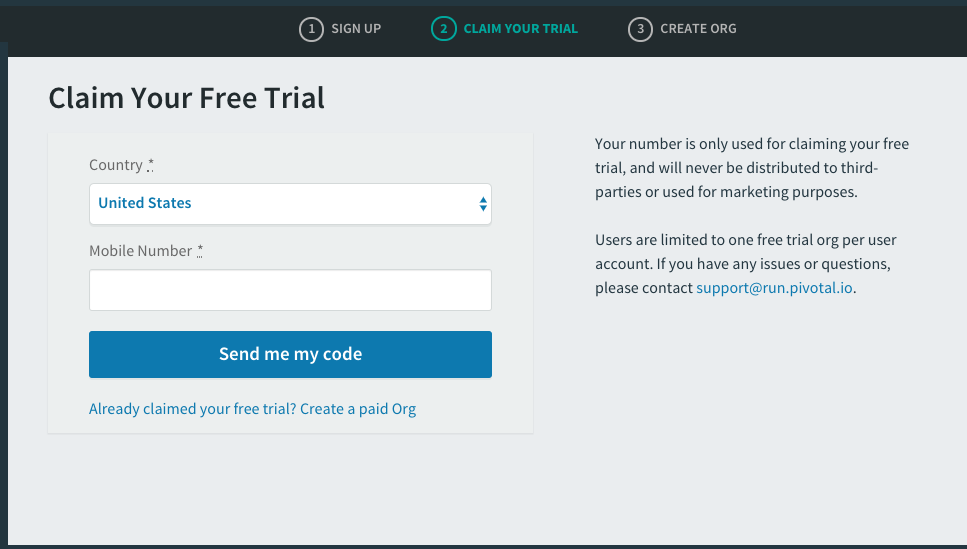 1 SIGN UP 2 CLAIM YOUR TRIAL 3 CREATE ORG
Claim Your Free Trial
Country *
United States
Mobile Number *
Send me my code
Already claimed your free trial? Create a paid Org
Your number is only used for claiming your free
trial, and will never be distributed to third-
parties or used for marketing purposes.
Users are limited to one free trial org per user
account. If you have any issues or questions,
please contact support@run.pivotal.io.